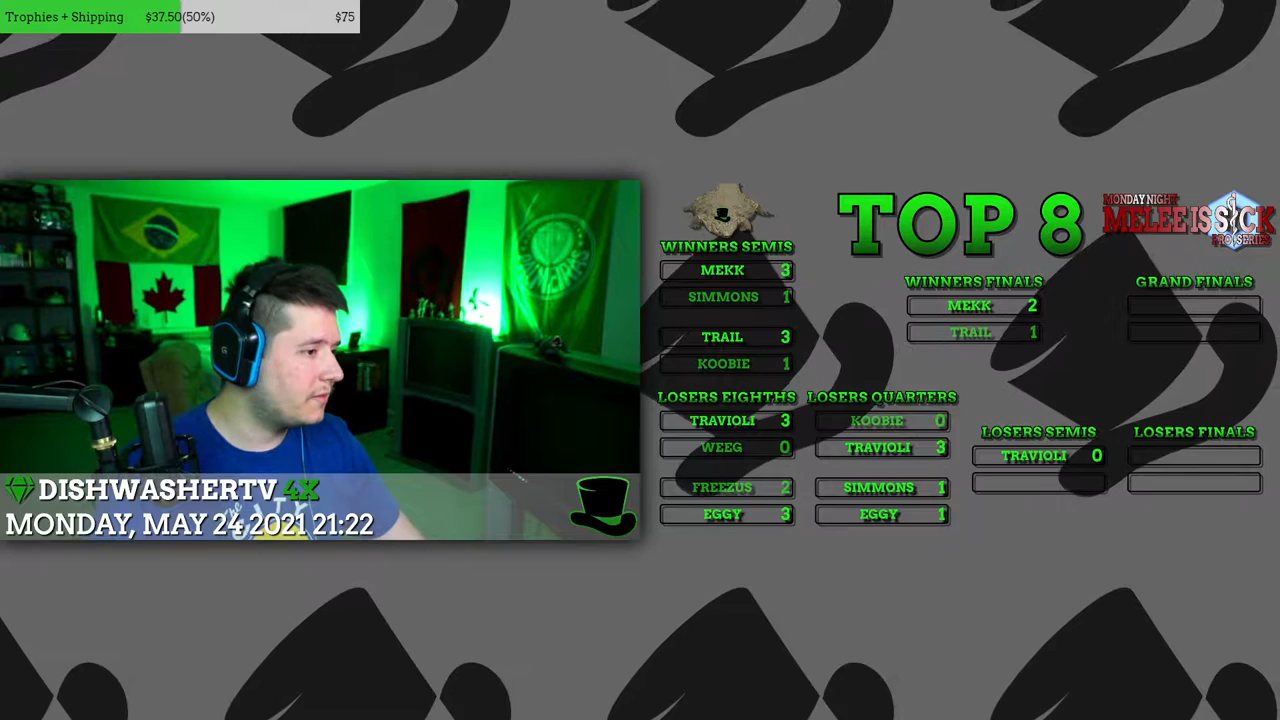 Trophies + Shipping $37.50(50%) $75
TOP 8
MONDAY NIGHT
MELEE IS SICK
PRO SERIES
WINNERS SEMIS
MEKK 3
SIMMONS 1
TRAIL 3
KOOBIE 1
WINNERS FINALS
MEKK 2
TRAIL 1
GRAND FINALS
LOSERS EIGHTHS
TRAVIOLI 3
WEEG 0
FREEZUS 2
EGGY 3
LOSERS QUARTERS
KOOBIE 0
TRAVIOLI 3
SIMMONS 1
EGGY 1
LOSERS SEMIS
TRAVIOLI 0
LOSERS FINALS
DISHWASHERTV 4X
MONDAY, MAY 24 2021 21:22